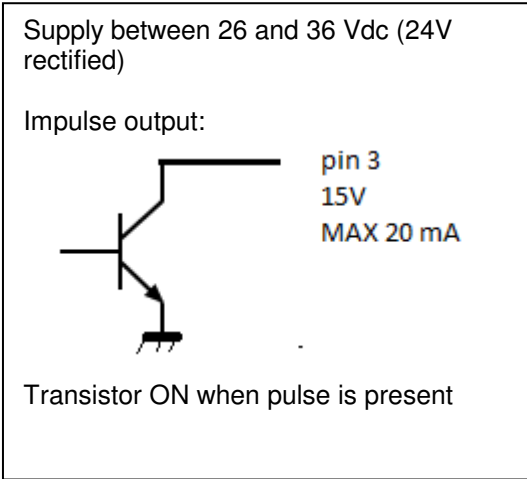 Supply between 26 and 36 Vdc (24V
rectified)
Impulse output:
pin 3
15V
MAX 20 mA
Transistor ON when pulse is present